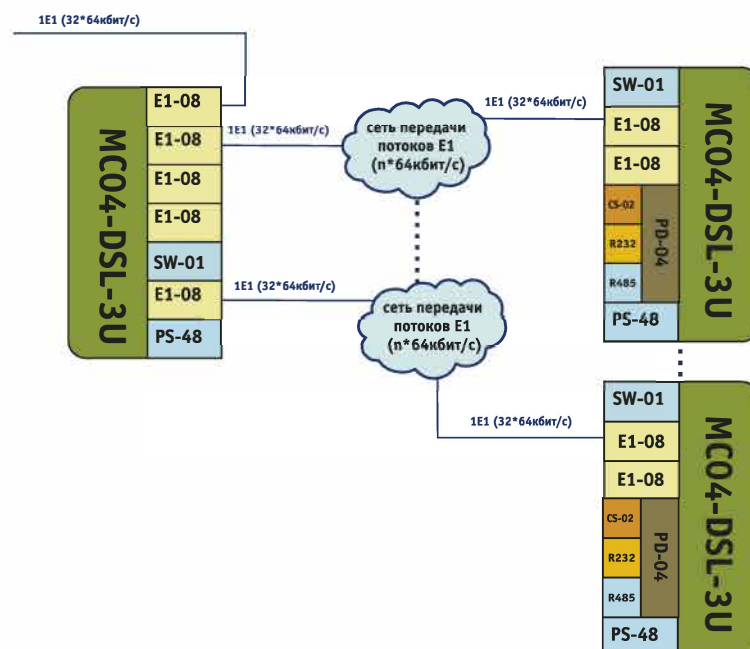 1E1 (32*64кбит/с)
MC04-DSL-3U
E1-08
E1-08
E1-08
E1-08
SW-01
E1-08
PS-48
1E1 (32*64кбит/с)
сеть передачи
потоков E1
(n*64кбит/с)
1E1 (32*64кбит/с)
1E1 (32*64кбит/с)
сеть передачи
потоков E1
(n*64кбит/с)
1E1 (32*64кбит/с)
SW-01
E1-08
E1-08
CS-02
R232
R485
PD-04
PS-48
MC04-DSL-3U
SW-01
E1-08
E1-08
CS-02
R232
R485
PD-04
PS-48
MC04-DSL-3U